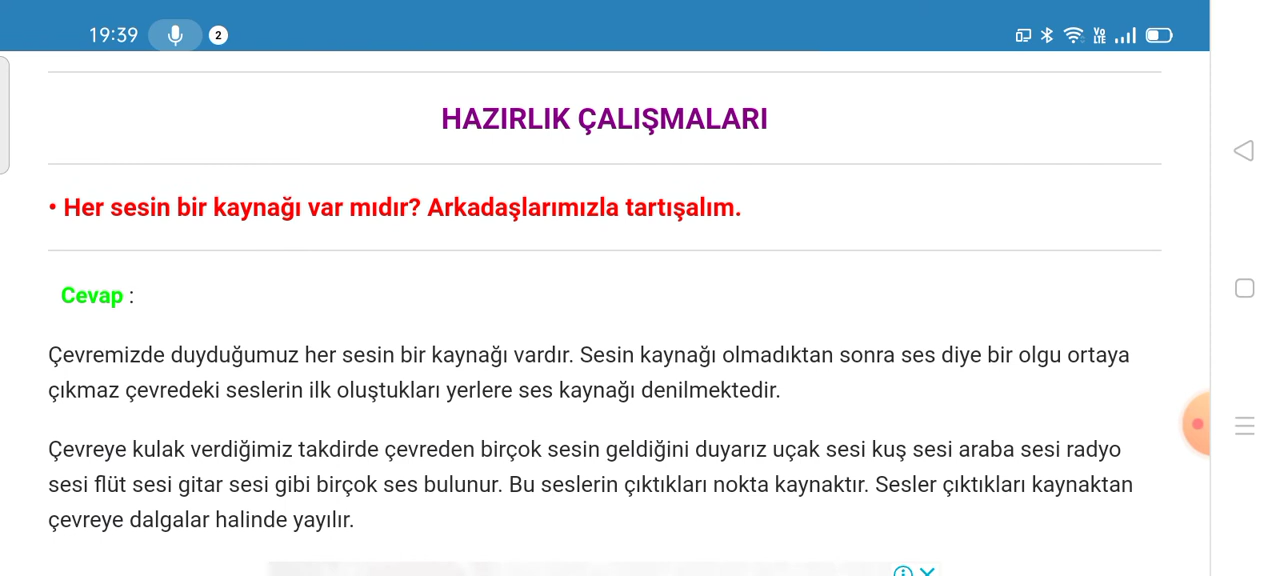 19:39 2
HAZIRLIK ÇALIŞMALARI
• Her sesin bir kaynağı var mıdır? Arkadaşlarımızla tartışalım.
Cevap :
Çevremizde duyduğumuz her sesin bir kaynağı vardır. Sesin kaynağı olmadıktan sonra ses diye bir olgu ortaya
çıkmaz çevredeki seslerin ilk oluştukları yerlere ses kaynağı denilmektedir.
Çevreye kulak verdiğimiz takdirde çevreden birçok sesin geldiğini duyarız uçak sesi kuş sesi araba sesi radyo
sesi flüt sesi gitar sesi gibi birçok ses bulunur. Bu seslerin çıktıkları nokta kaynaktır. Sesler çıktıkları kaynaktan
çevreye dalgalar halinde yayılır.